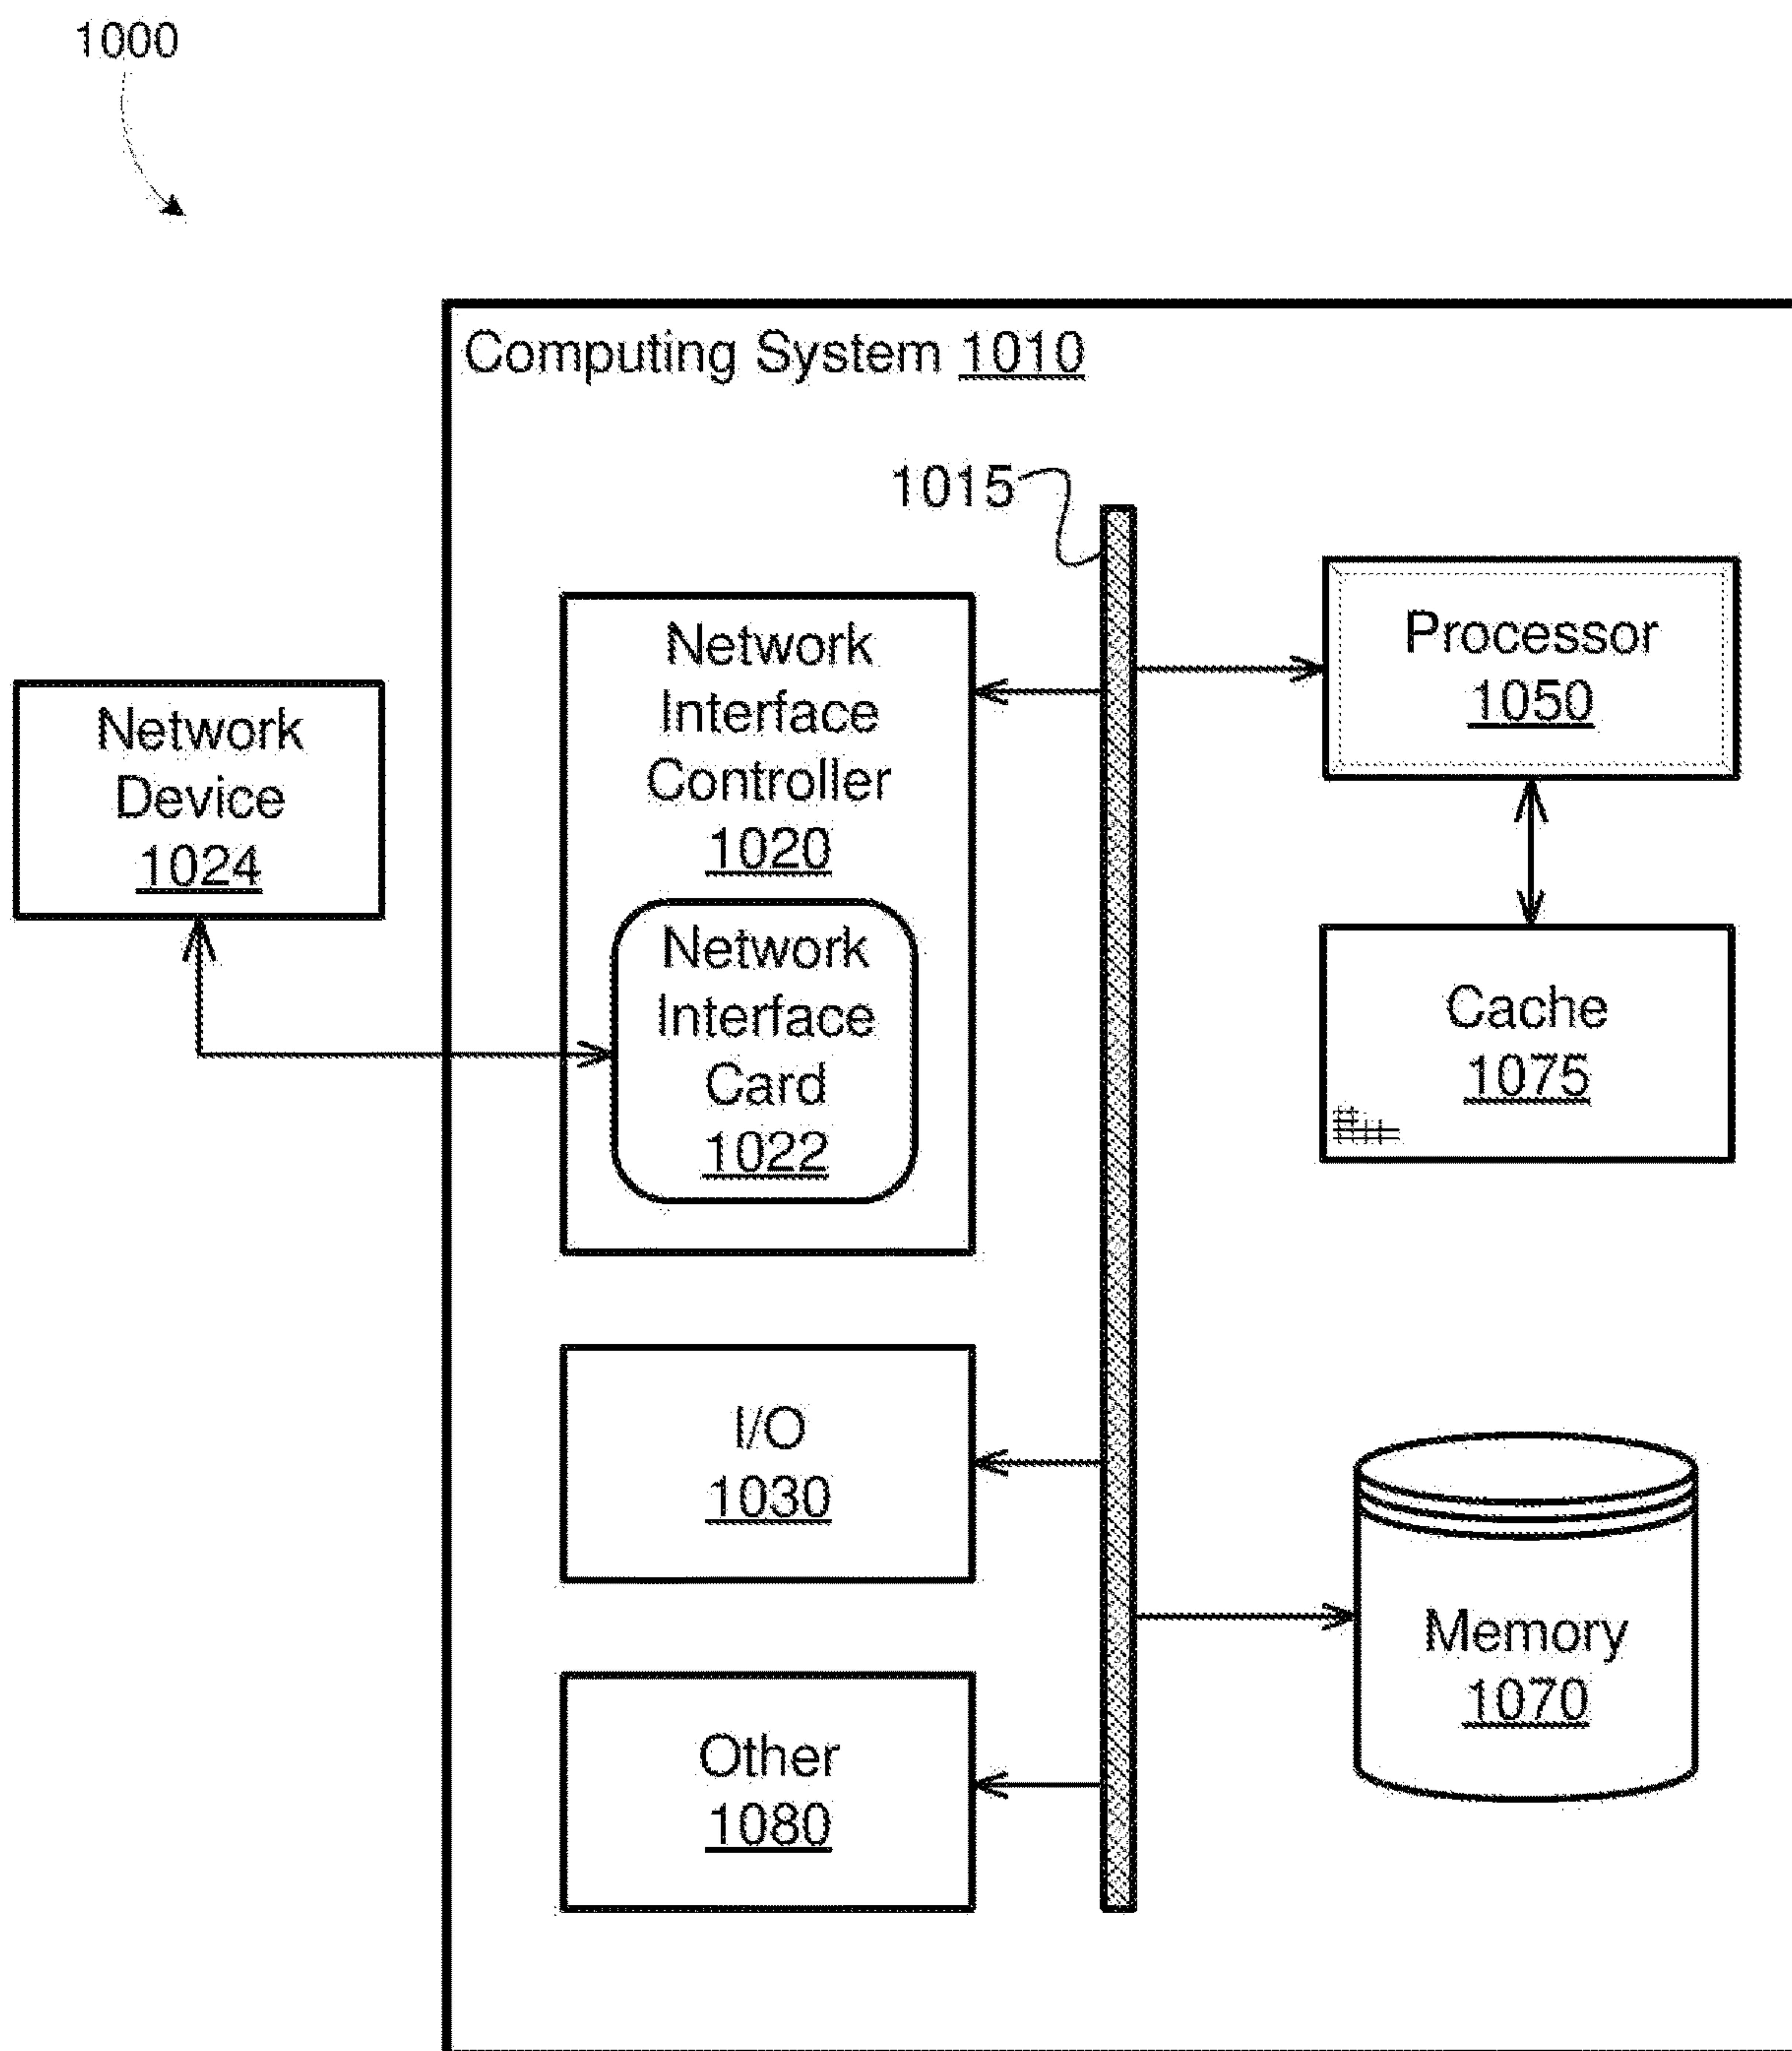 1000
Computing System 1010
1015
Network
Interface
Controller
1020
Network
Interface
Card
1022
Network
Device
1024
Processor
1050
Cache
1075
I/O
1030
Memory
1070
Other
1080